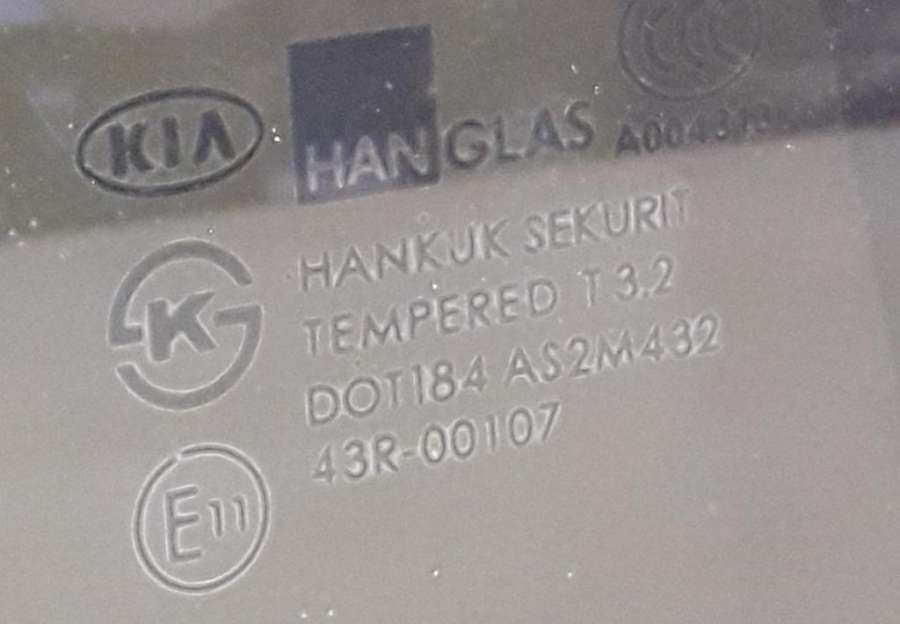 KIA
HANGLAS
HANKUK SEKURIT
TEMPERED T 3.2
DOT184 AS2M432
43R-00107
K
E11